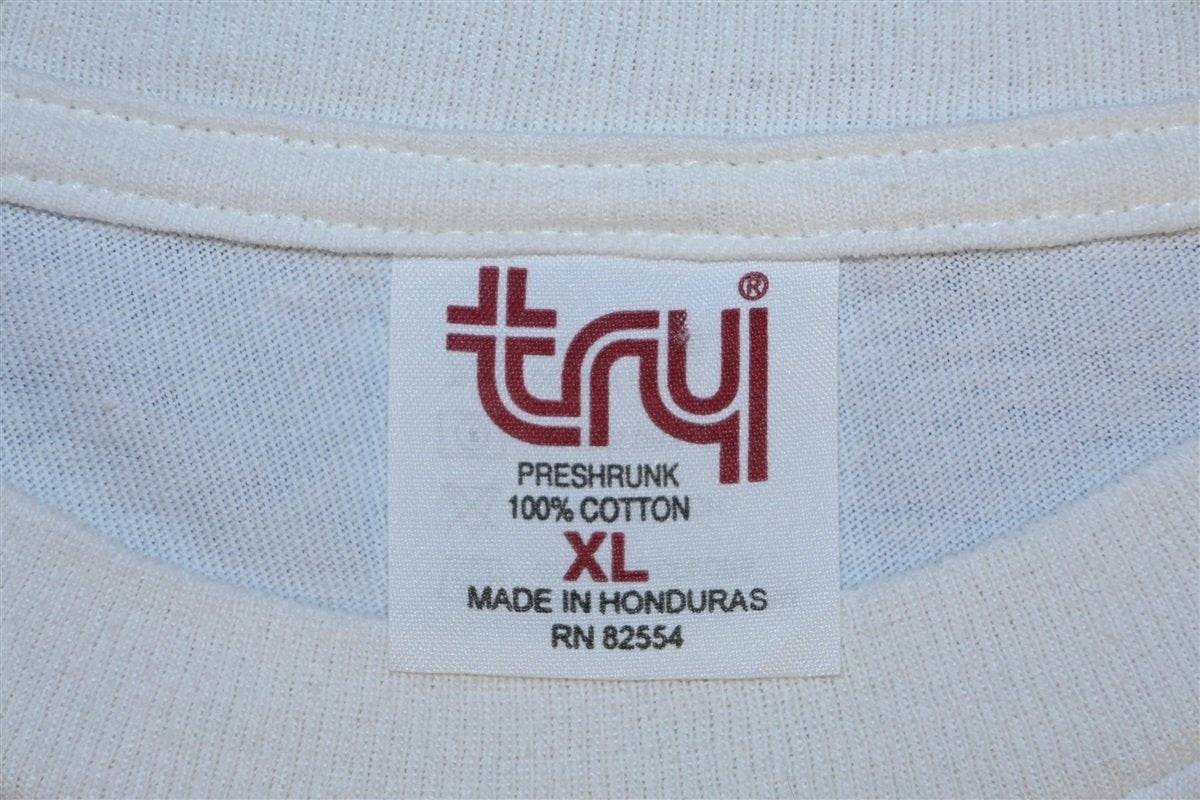 try®
PRESHRUNK
100% COTTON
XL
MADE IN HONDURAS
RN 82554